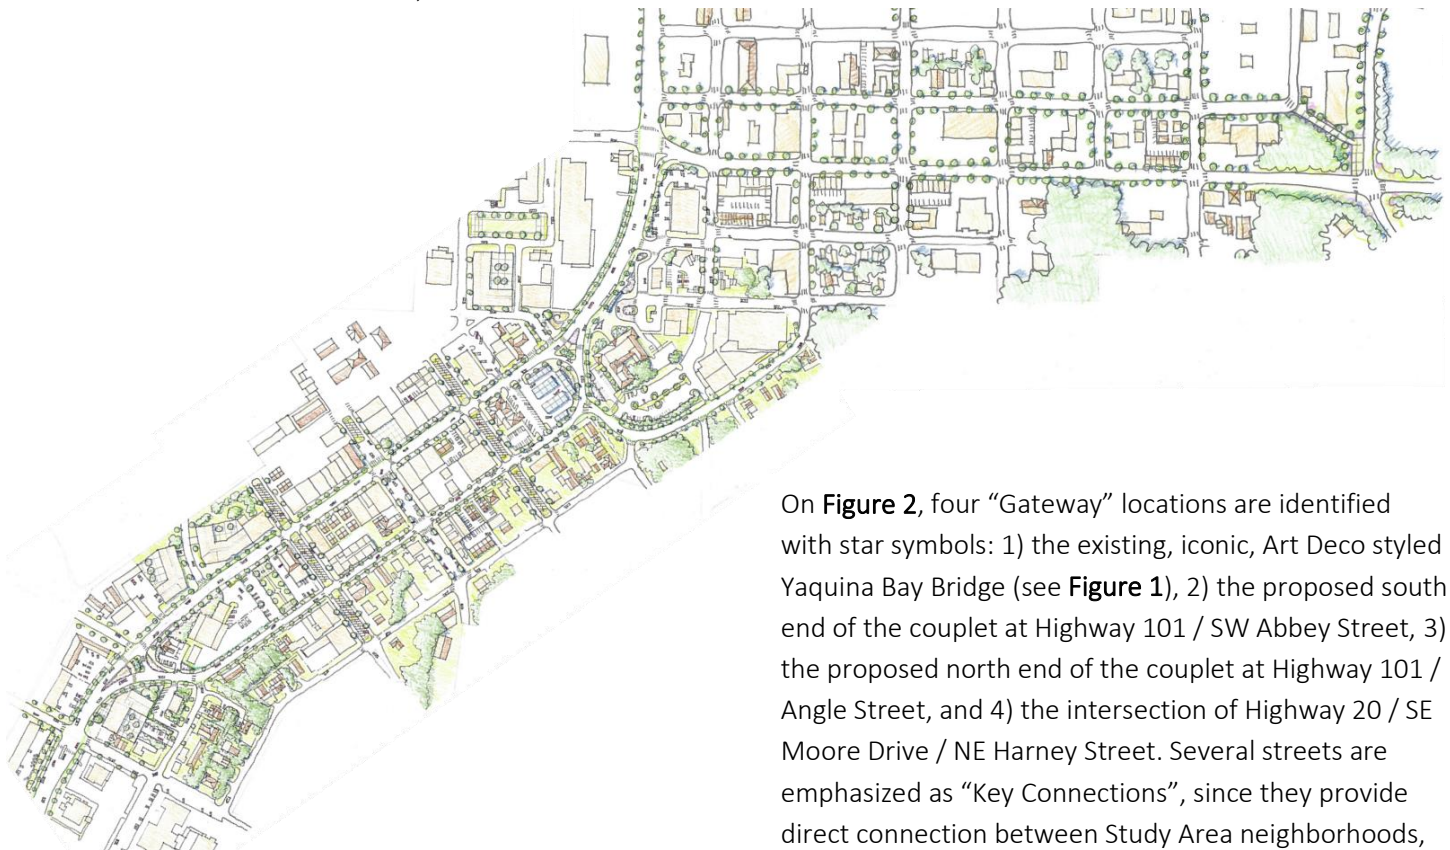 On Figure 2, four “Gateway” locations are identified
with star symbols: 1) the existing, iconic, Art Deco styled
Yaquina Bay Bridge (see Figure 1), 2) the proposed south
end of the couplet at Highway 101 / SW Abbey Street, 3)
the proposed north end of the couplet at Highway 101 /
Angle Street, and 4) the intersection of Highway 20 / SE
Moore Drive / NE Harney Street. Several streets are
emphasized as “Key Connections”, since they provide
direct connection between Study Area neighborhoods,